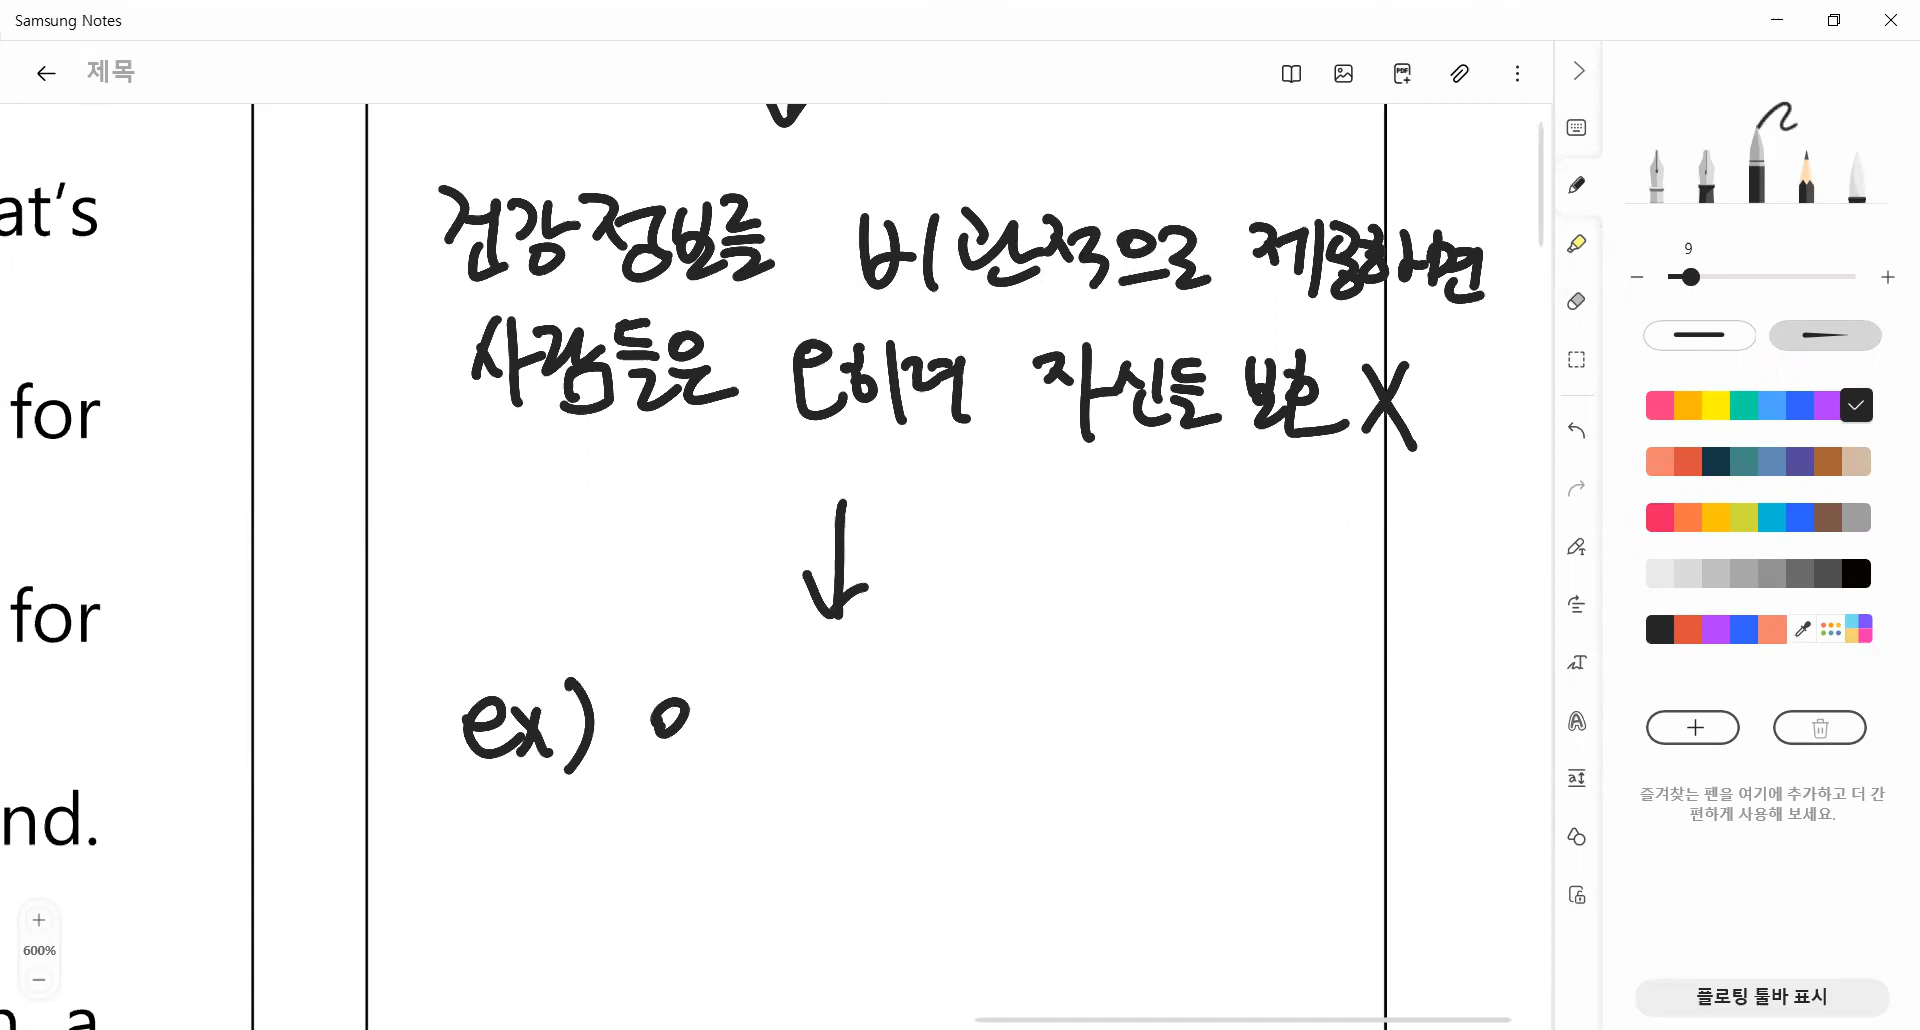 Samsung Notes
제목
at's
건강정보를 비관적으로 제공하면
사람들은 오히려 자신들 보호 X
for
↓
for
ex) o
nd.
n a
9
즐겨찾는 펜을 여기에 추가하고 더 간
편하게 사용해 보세요.
600%
플로팅 툴바 표시